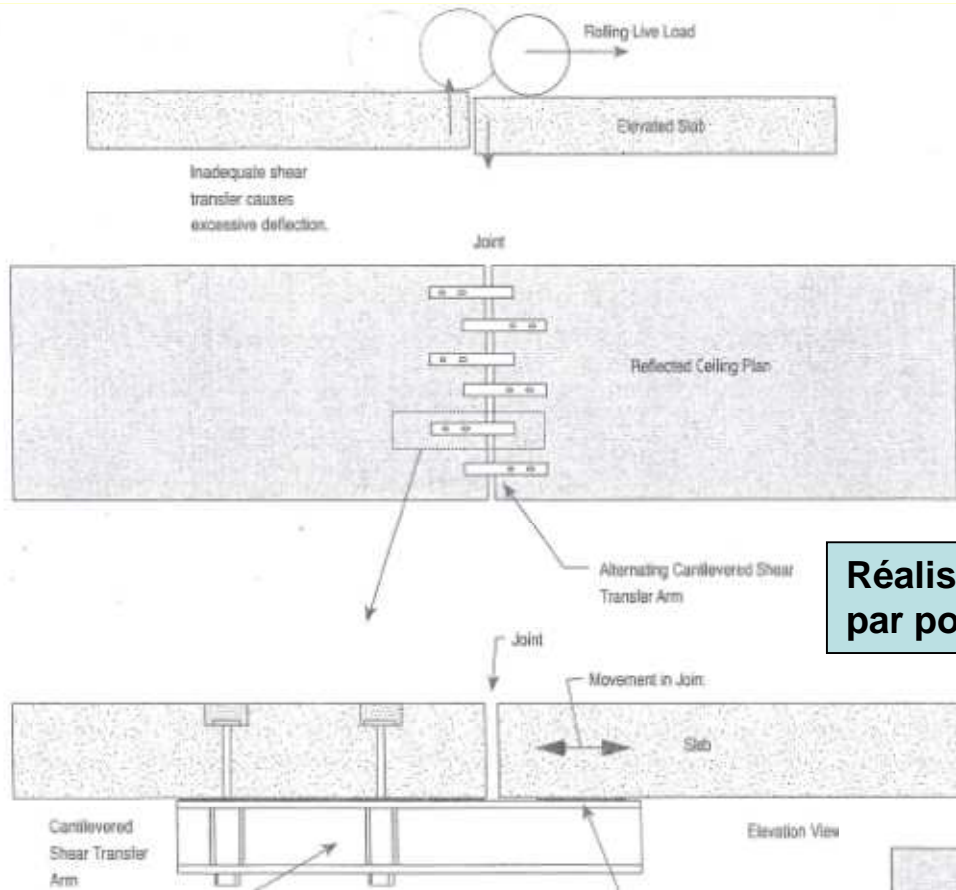 Rolling Live Load
Elevated Slab
Inadequate shear
transfer causes
excessive deflection.
Joint
Reflected Ceiling Plan
Alternating Cantilevered Shear
Transfer Arm
Joint
Movement in Joint
Slab
Cantilevered
Shear Transfer
Arm
Elevation View
Réalis
par po